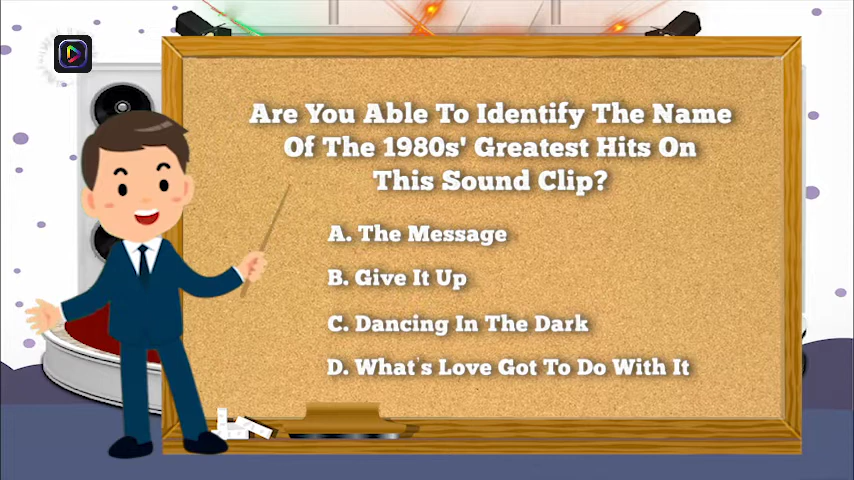 Are You Able To Identify The Name
Of The 1980s' Greatest Hits On
This Sound Clip?
A. The Message
B. Give It Up
C. Dancing In The Dark
D. What's Love Got To Do With It